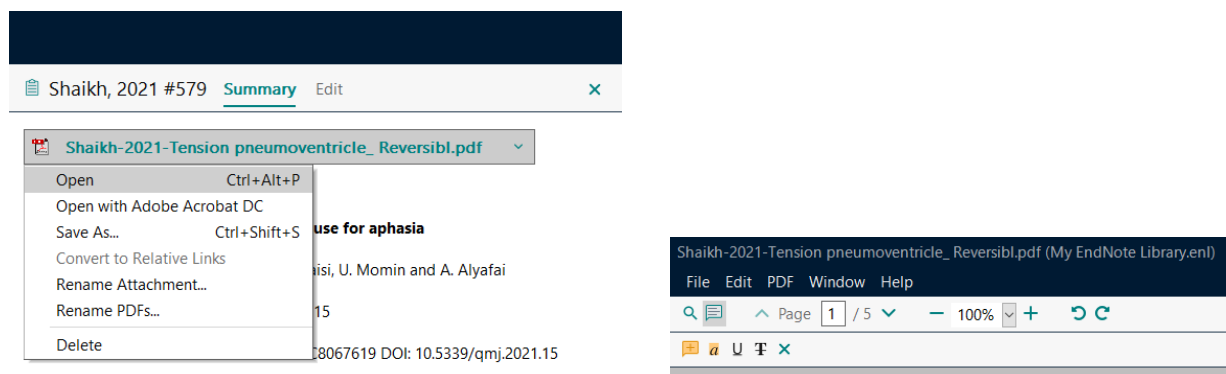 Shaikh, 2021 #579 Summary Edit
Shaikh-2021-Tension pneumoventricle_ Reversibl.pdf
Open Ctrl+Alt+P
Open with Adobe Acrobat DC
Save As... Ctrl+Shift+S
use for aphasia
Convert to Relative Links
Rename Attachment...
aisi, U. Momin and A. Alyafai
Rename PDFs...
15
Delete
C8067619 DOI: 10.5339/qmj.2021.15
Shaikh-2021-Tension pneumoventricle_ Reversibl.pdf (My EndNote Library.enl)
File Edit PDF Window Help
Page 1 / 5 100%
a U T